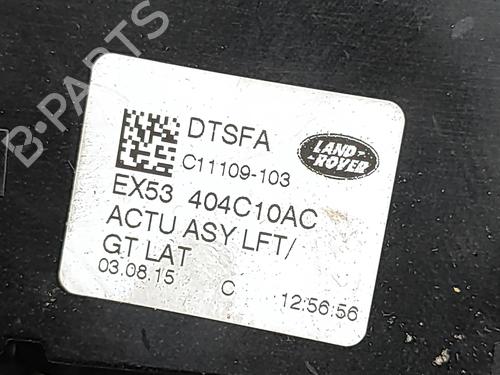 B-PARTS
DTSFA
LAND-
ROVER
C11109-103
EX53 404C10AC
ACTU ASY LFT/
GT LAT
03.08.15 C 12:56:56